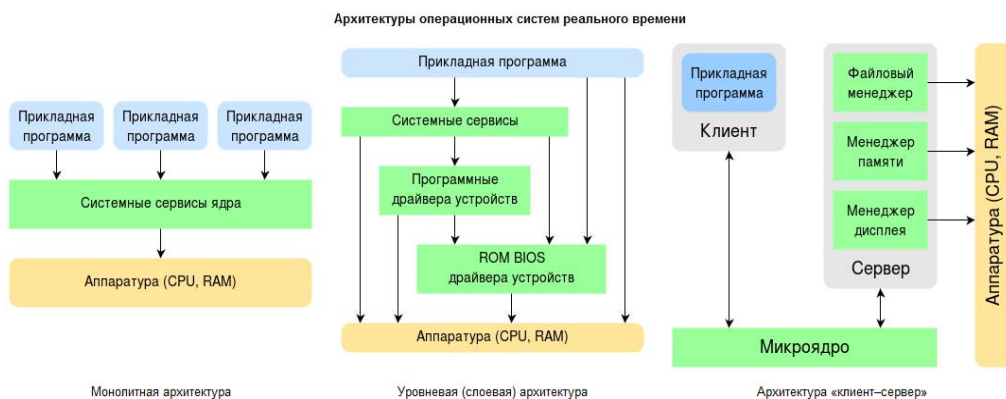 Архитектуры операционных систем реального времени
Прикладная
программа
Прикладная
программа
Прикладная
программа
Системные сервисы ядра
Аппаратура (CPU, RAM)
Монолитная архитектура
Прикладная программа
Системные сервисы
Программные
драйвера устройств
ROM BIOS
драйвера устройств
Аппаратура (CPU, RAM)
Уровневая (слоевая) архитектура
Прикладная
программа
Клиент
Файловый
менеджер
Менеджер
памяти
Менеджер
дисплея
Сервер
Микроядро
Аппаратура (CPU, RAM)
Архитектура «клиент–сервер»